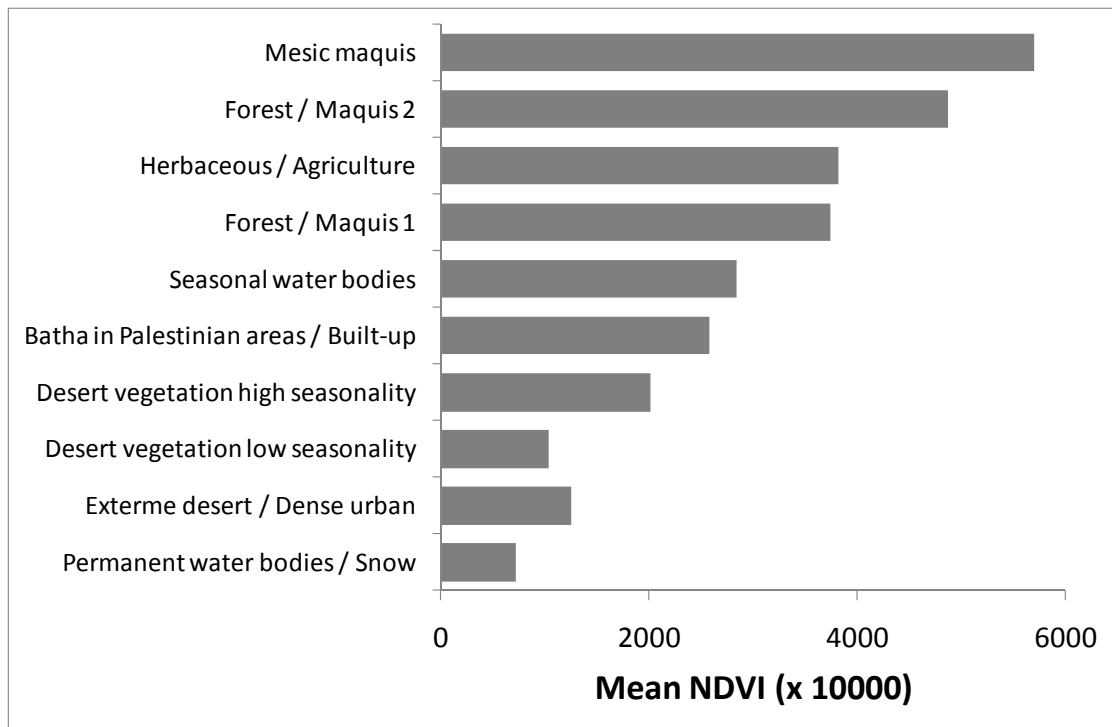 Mesic maquis
Forest / Maquis 2
Herbaceous / Agriculture
Forest / Maquis 1
Seasonal water bodies
Batha in Palestinian areas / Built-up
Desert vegetation high seasonality
Desert vegetation low seasonality
Exterme desert / Dense urban
Permanent water bodies / Snow
0 2000 4000 6000
Mean NDVI (x 10000)